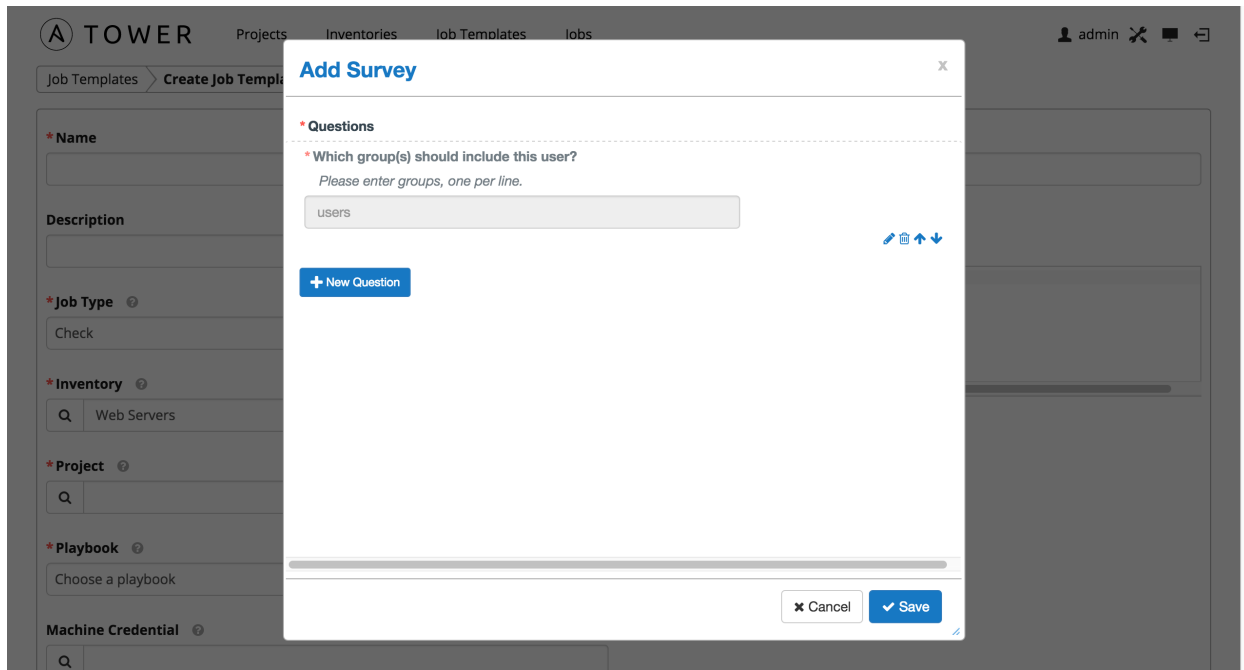 TOWER Projects Inventories Job Templates Jobs admin
Job Templates Create Job Templa
Add Survey x
* Questions
* Which group(s) should include this user?
Please enter groups, one per line.
users
New Question
Cancel Save
* Name
Description
* Job Type
Check
* Inventory
Web Servers
* Project
* Playbook
Choose a playbook
Machine Credential